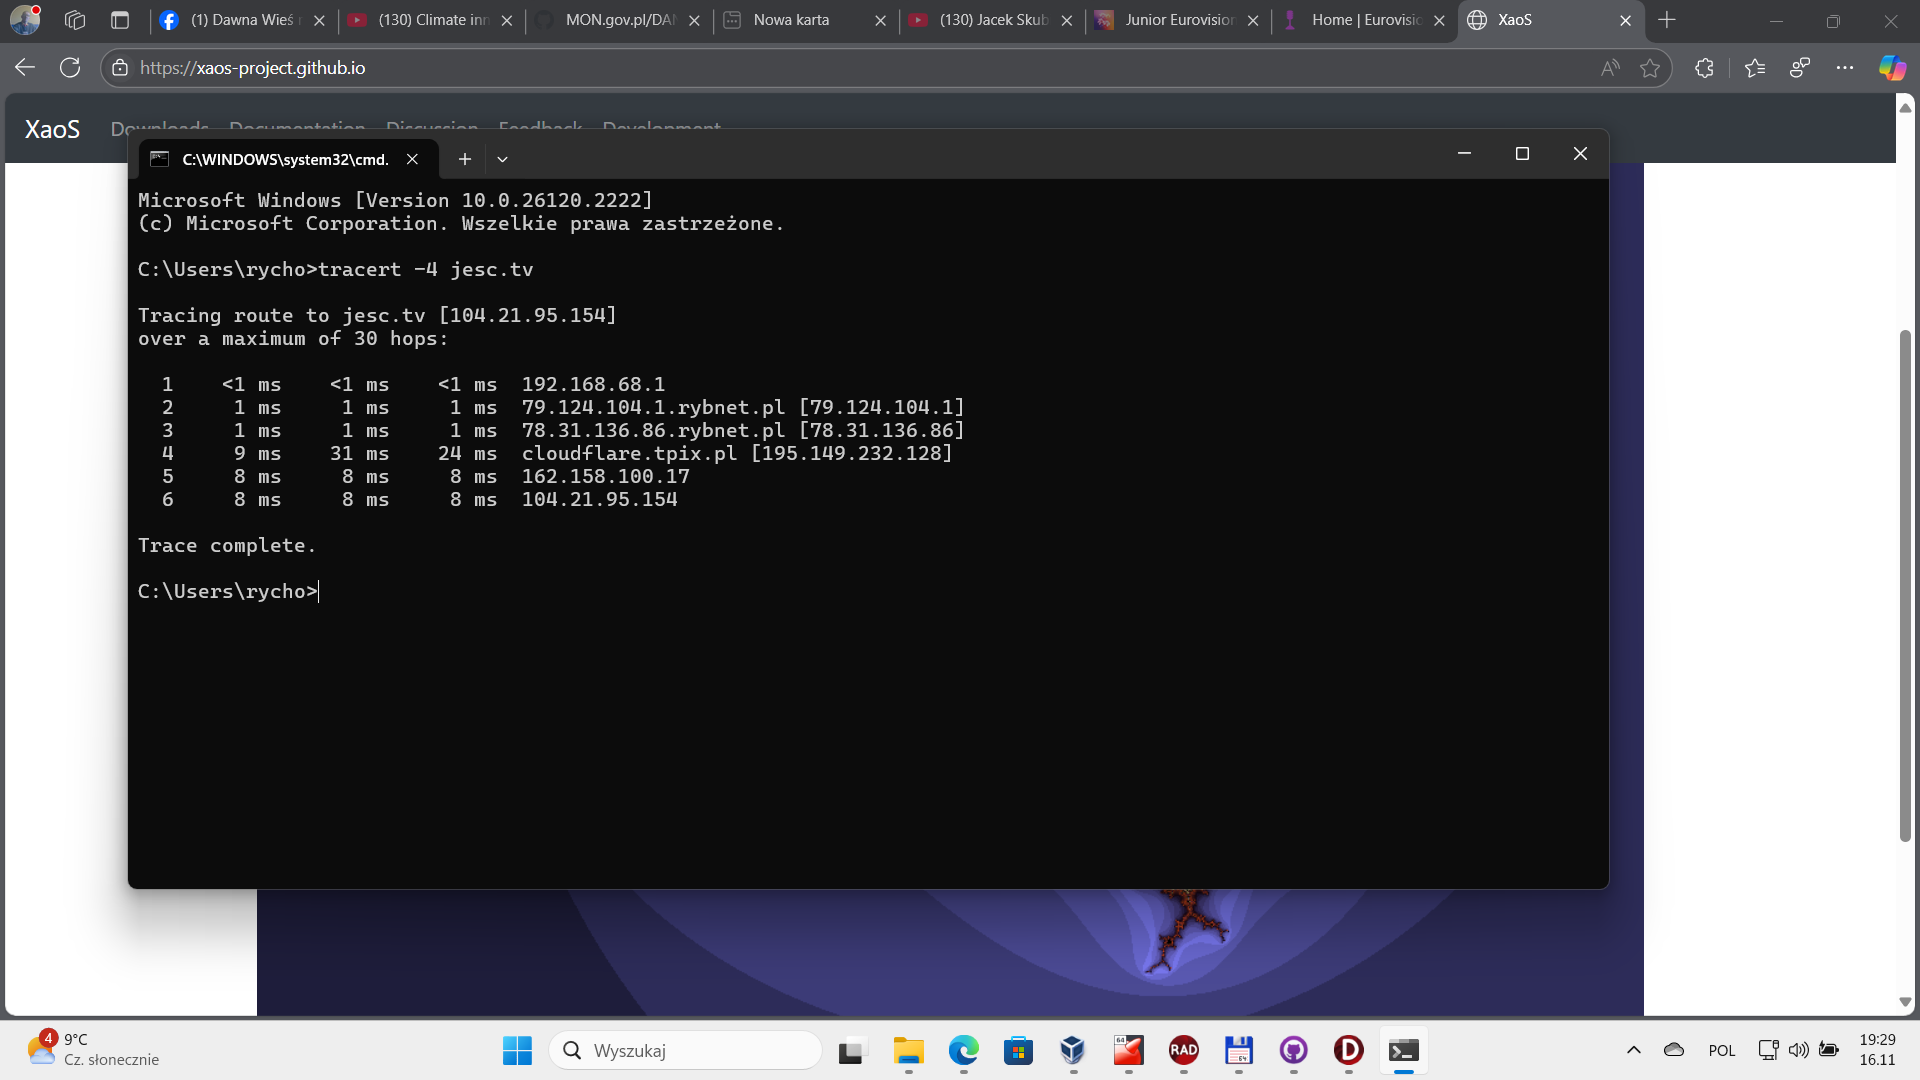 (1) Dawna Wieś
(130) Climate inn
MON.gov.pl/DAN
Nowa karta
(130) Jacek Skub
Junior Eurovision
Home | Eurovisio
XaoS
https://xaos-project.github.io
XaoS Downloads Documentation Discussion Feedback Development
C:\WINDOWS\system32\cmd.
Microsoft Windows [Version 10.0.26120.2222]
(c) Microsoft Corporation. Wszelkie prawa zastrzeżone.
C:\Users\rycho>tracert -4 jesc.tv
Tracing route to jesc.tv [104.21.95.154]
over a maximum of 30 hops:
1 <1 ms <1 ms <1 ms 192.168.68.1
2 1 ms 1 ms 1 ms 79.124.104.1.rybnet.pl [79.124.104.1]
3 1 ms 1 ms 1 ms 78.31.136.86.rybnet.pl [78.31.136.86]
4 9 ms 31 ms 24 ms cloudflare.tpix.pl [195.149.232.128]
5 8 ms 8 ms 8 ms 162.158.100.17
6 8 ms 8 ms 8 ms 104.21.95.154
Trace complete.
C:\Users\rycho>
4
9°C
Cz. słonecznie
Wyszukaj
64
RAD
64
D
POL
19:29
16.11